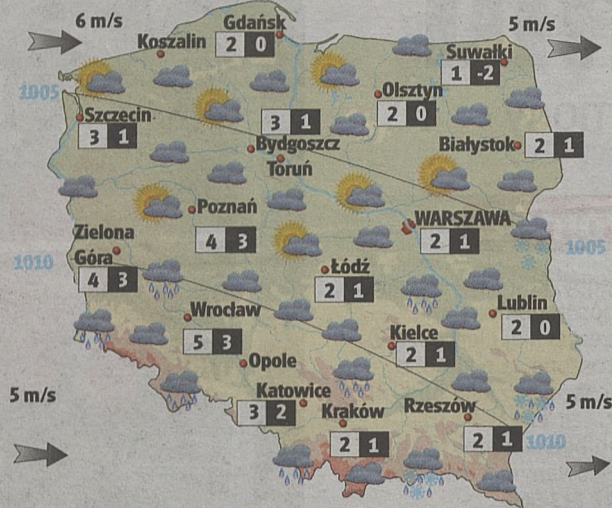 6 m/s
Gdańsk
5 m/s
Koszalin
2 0
Suwałki
1 -2
1005
Olsztyn
2 0
Szczecin
3 1
3 1
Bydgoszcz
Białystok
2 1
Toruń
Poznań
WARSZAWA
Zielona
Góra
4 3
2 1
1005
1010
4 3
Łódź
2 1
Wrocław
Lublin
5 3
Kielce
2 0
Opole
2 1
5 m/s
Katowice
Rzeszów
5 m/s
3 2
Kraków
2 1
2 1
1010